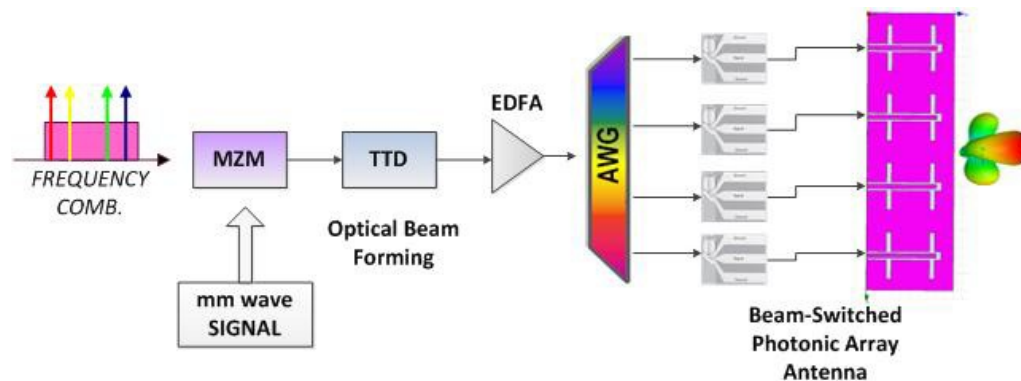 FREQUENCY
COMB.
MZM
mm wave
SIGNAL
TTD
Optical Beam
Forming
EDFA
AWG
Beam-Switched
Photonic Array
Antenna